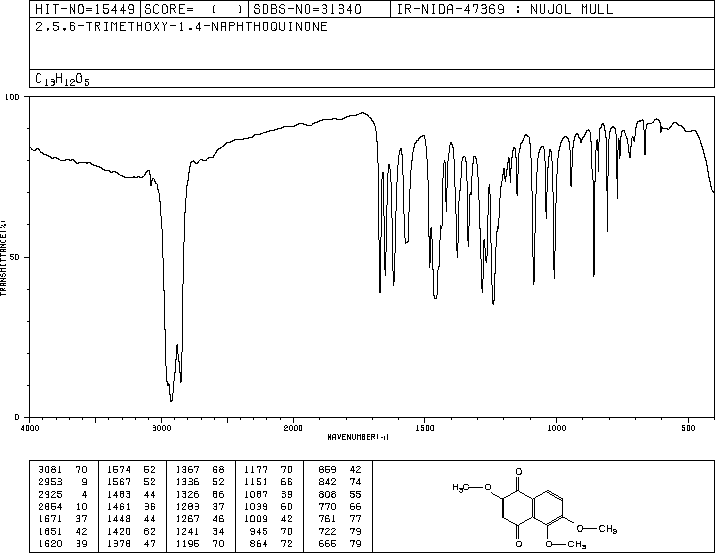 HIT-NO=15449 SCORE= ( ) SDBS-NO=31340 IR-NIDA-47369 : NUJOL MULL
2,5,6-TRIMETHOXY-1,4-NAPHTHOQUINONE
C13H12O5
100
50
0
TRANSMITTANCE(%)
4000 3000 2000 1500 1000 500
WAVENUMBER(-1)
3081 70 1574 52 1367 68 1177 70 859 42
2953 9 1567 52 1336 52 1151 66 842 74
2925 4 1483 44 1326 66 1087 39 808 55
2854 10 1461 36 1283 37 1039 60 770 66
1671 37 1448 44 1267 46 1009 42 761 77
1651 42 1420 62 1241 34 945 70 722 79
1620 39 1378 47 1195 70 864 72 665 79
H3C O O
O CH3
O O CH3